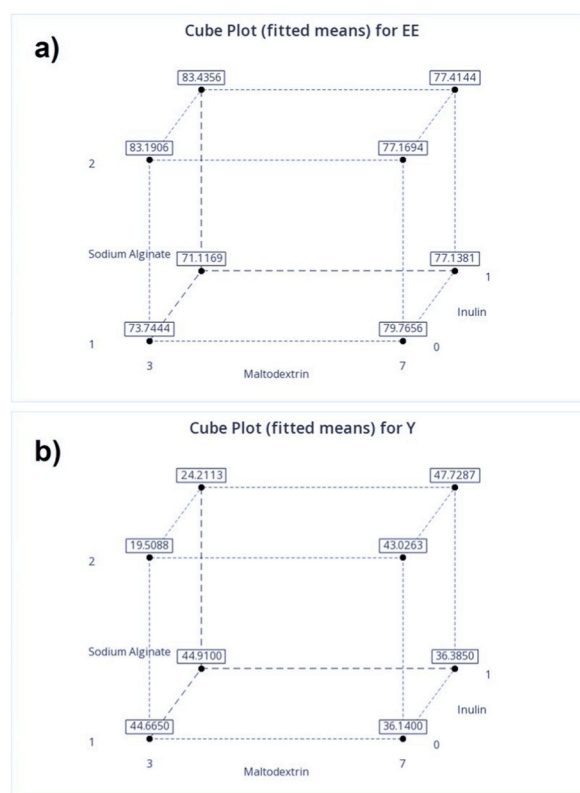 a)
Cube Plot (fitted means) for EE
83.4356 77.4144
83.1906 77.1694
2
Sodium Alginate 71.1169 77.1381
1
Inulin
73.7444 79.7656
1 0
3 7
Maltodextrin
b)
Cube Plot (fitted means) for Y
24.2113 47.7287
19.5088 43.0263
2
Sodium Alginate 44.9100 36.3850
1
Inulin
44.6650 36.1400
1 0
3 7
Maltodextrin